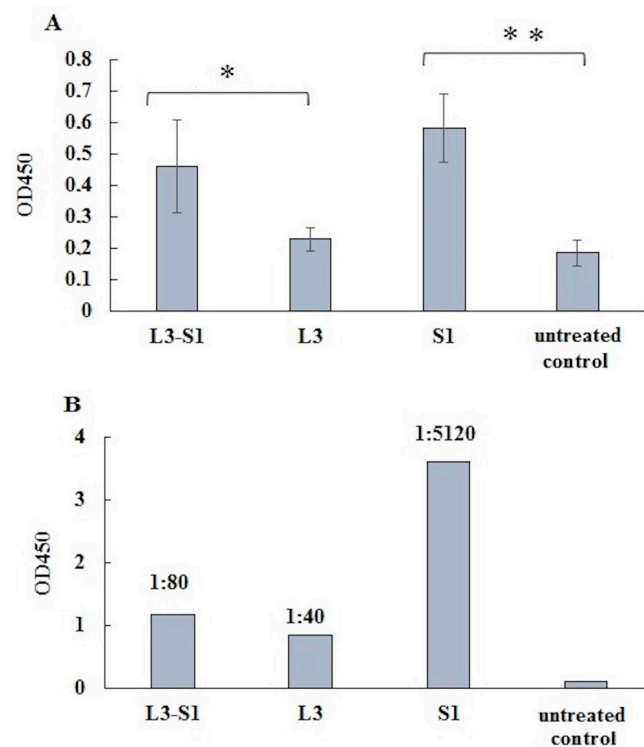 A
* * *
0.8
0.7
0.6
0.5
0.4
0.3
0.2
0.1
0
OD450
L3-S1 L3 S1 untreated
control
B
4
3
2
1
0
OD450
1:80 1:40 1:5120
L3-S1 L3 S1 untreated
control